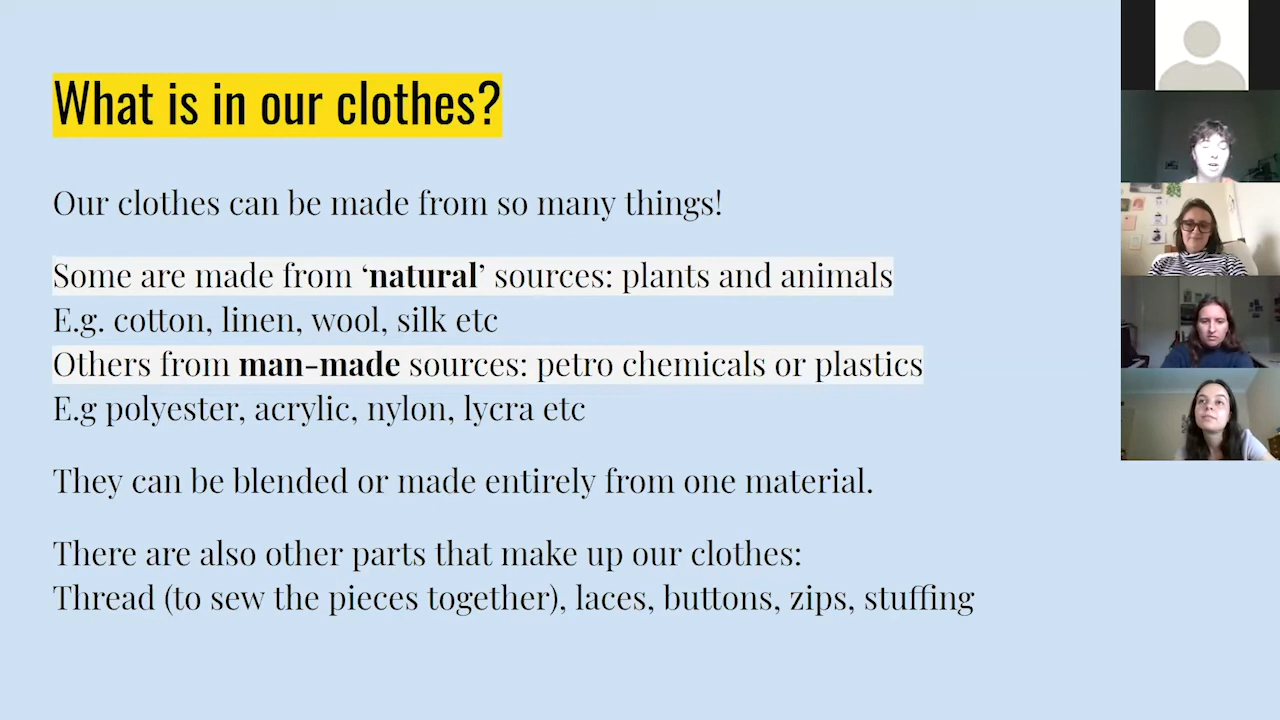 What is in our clothes?
Our clothes can be made from so many things!
Some are made from ‘natural’ sources: plants and animals
E.g. cotton, linen, wool, silk etc
Others from man-made sources: petro chemicals or plastics
E.g polyester, acrylic, nylon, lycra etc
They can be blended or made entirely from one material.
There are also other parts that make up our clothes:
Thread (to sew the pieces together), laces, buttons, zips, stuffing